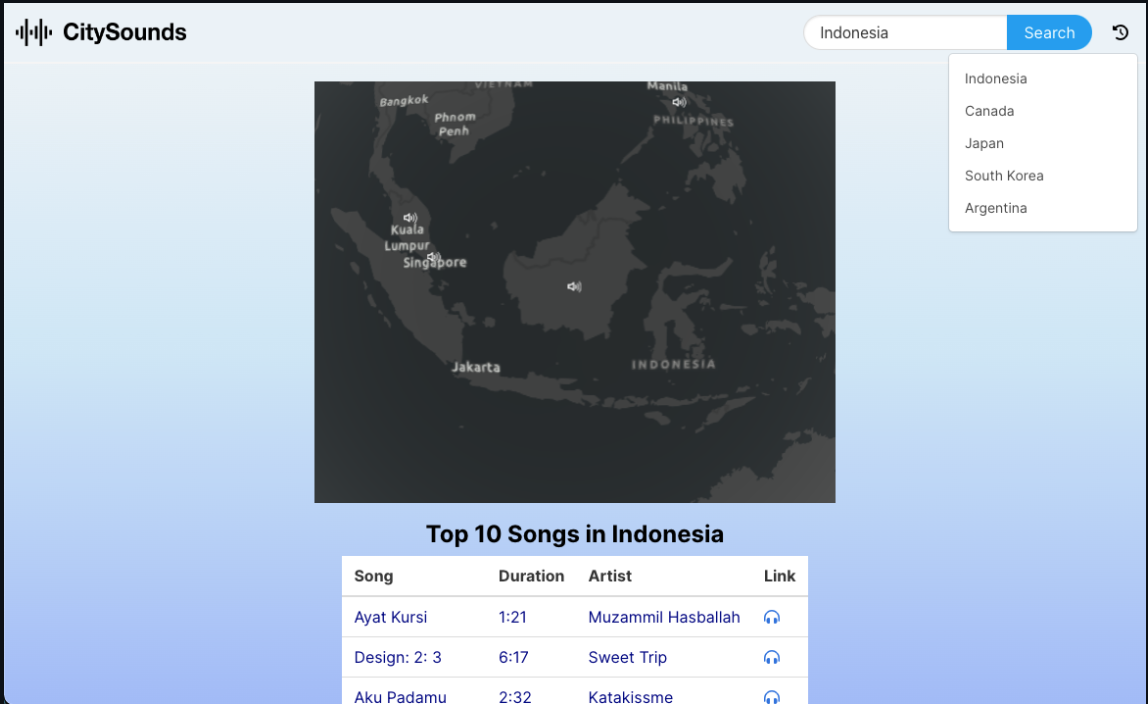 CitySounds
Indonesia
Search
Indonesia
Canada
Japan
South Korea
Argentina
VIETNAM
Manila
Bangkok
Phnom
Penh
PHILIPPINES
Kuala
Lumpur
Singapore
Jakarta
INDONESIA
Top 10 Songs in Indonesia
Song Duration Artist Link
Ayat Kursi 1:21 Muzammil Hasballah
Design: 2: 3 6:17 Sweet Trip
Aku Padamu 2:32 Katakissme